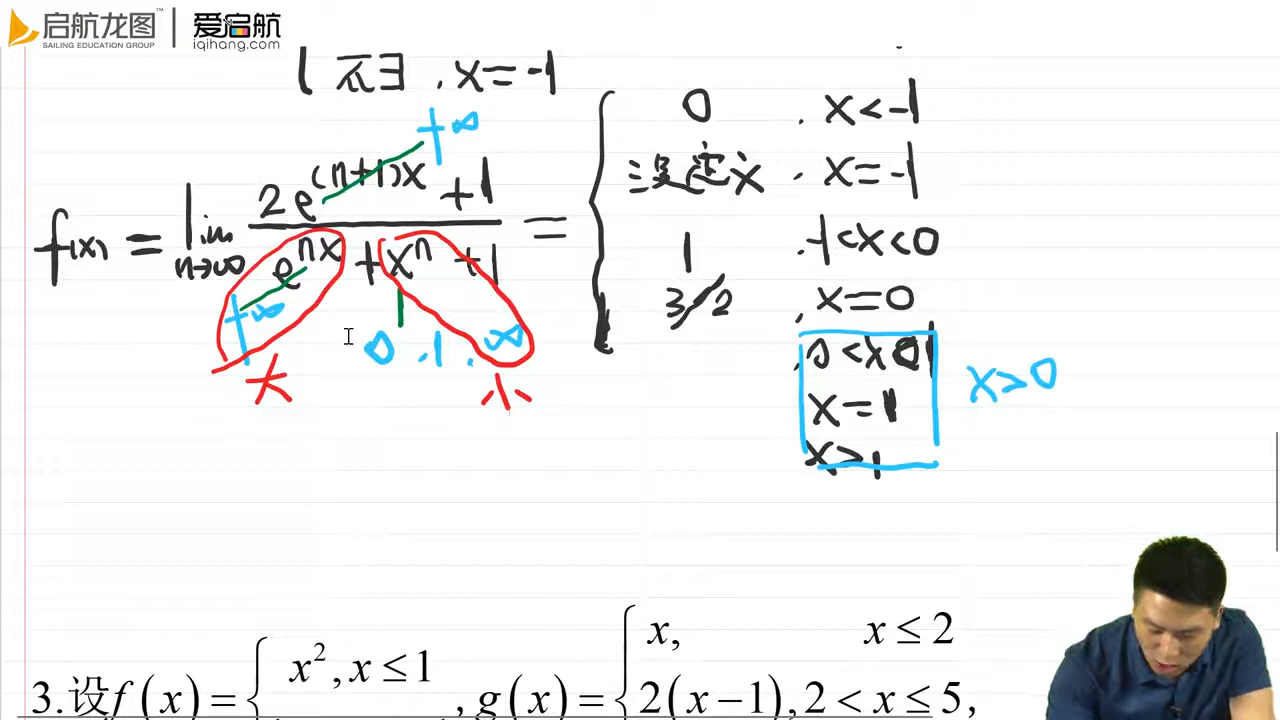 启航龙图 爱启航
SAILING EDUCATION GROUP iqihang.com
不∃ , x = -1
f(x) = lim n→∞ (2e^{(n+1)x} + 1) / (e^{nx} + x^n + 1) = {
+∞
+∞
0 , 1 , ∞
大
小
0 , x < -1
没定义 , x = -1
1 , -1 < x < 0
3/2 , x = 0
, 0 < x < 1
x = 1
x > 1
x > 0
3.设 f(x) = { x², x ≤ 1 , g(x) = { x, x ≤ 2
2(x−1), 2 < x ≤ 5,